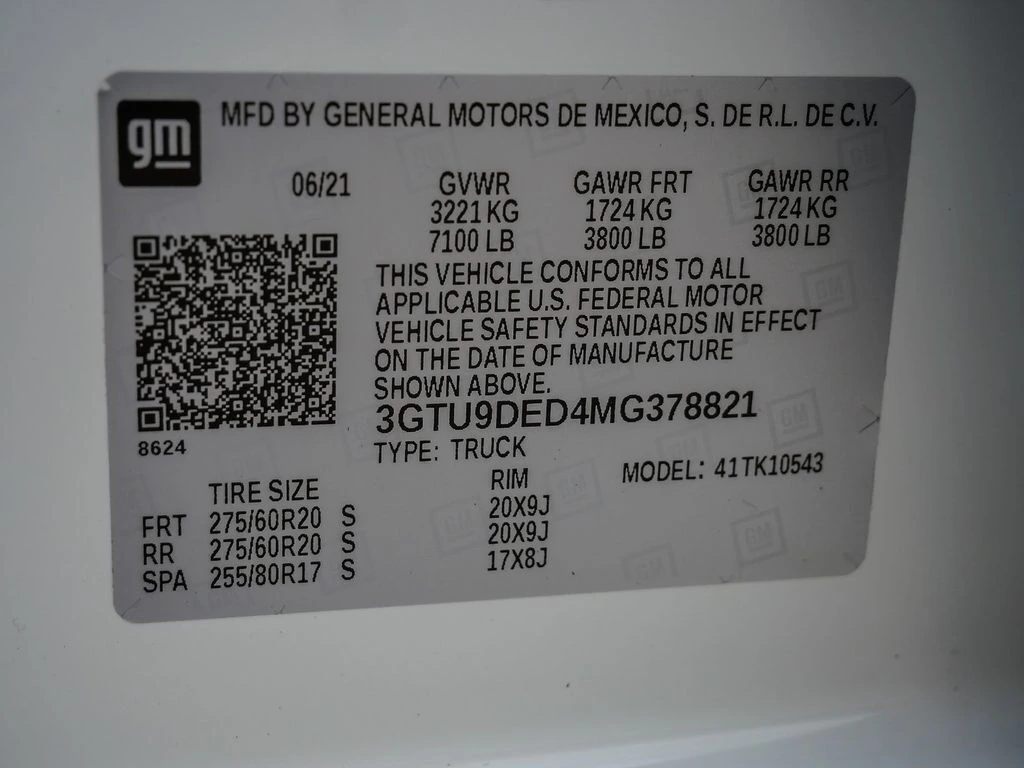 gm
MFD BY GENERAL MOTORS DE MEXICO, S. DE R.L. DE C.V.
06/21 GVWR GAWR FRT GAWR RR
3221 KG 1724 KG 1724 KG
7100 LB 3800 LB 3800 LB
THIS VEHICLE CONFORMS TO ALL
APPLICABLE U.S. FEDERAL MOTOR
VEHICLE SAFETY STANDARDS IN EFFECT
ON THE DATE OF MANUFACTURE
SHOWN ABOVE.
3GTU9DED4MG378821
8624
TYPE: TRUCK
MODEL: 41TK10543
TIRE SIZE RIM
FRT 275/60R20 S 20X9J
RR 275/60R20 S 20X9J
SPA 255/80R17 S 17X8J